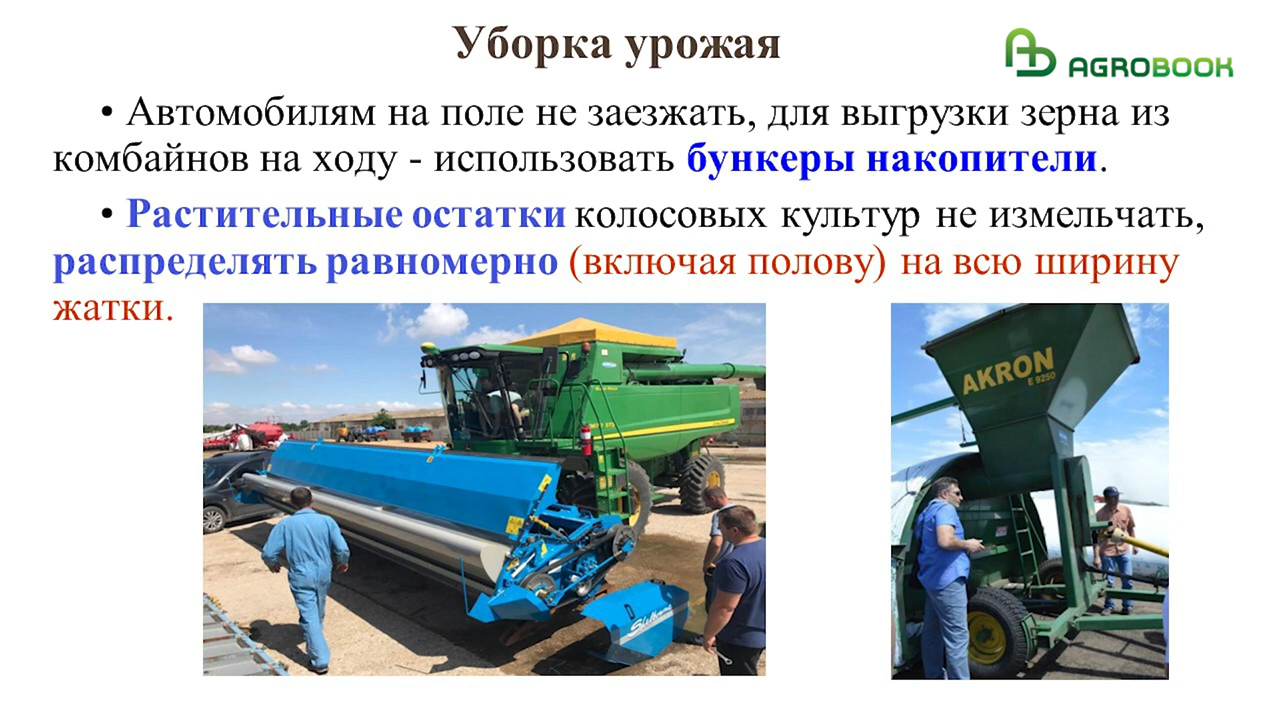 Уборка урожая
AGROBOOK
• Автомобилям на поле не заезжать, для выгрузки зерна из
комбайнов на ходу - использовать бункеры накопители.
• Растительные остатки колосовых культур не измельчать,
распределять равномерно (включая полову) на всю ширину
жатки.
AKRON
E 9250